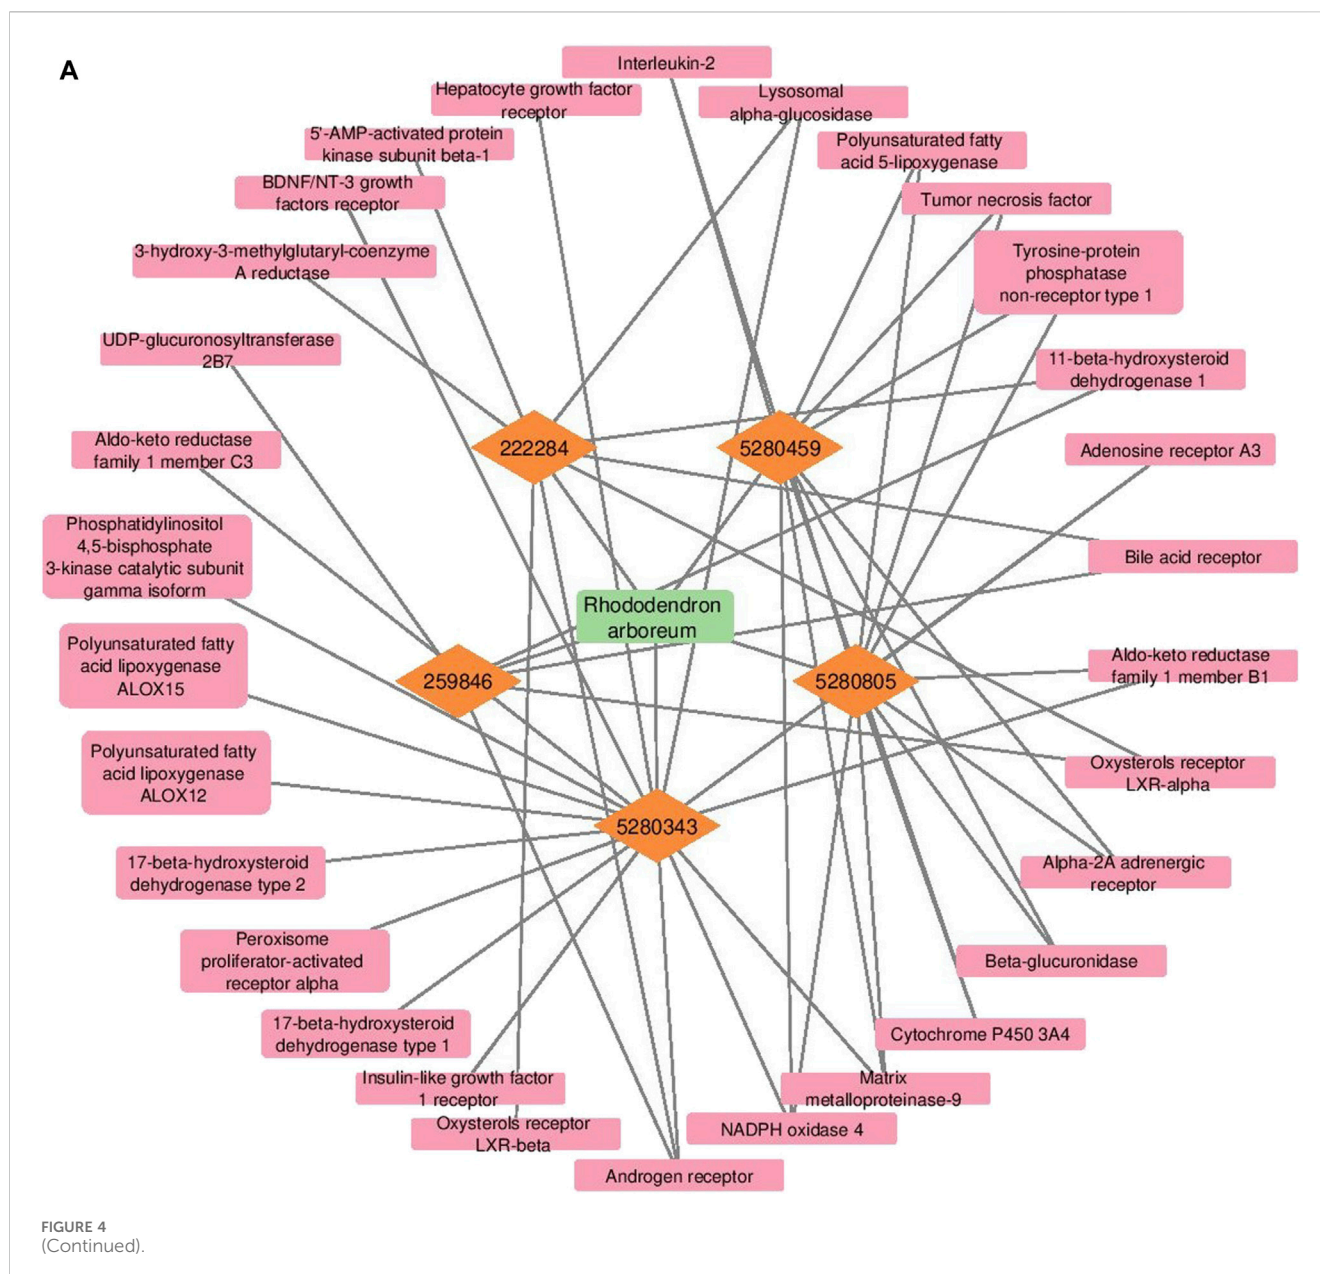 A
Interleukin-2
Hepatocyte growth factor
receptor
Lysosomal
alpha-glucosidase
5'-AMP-activated protein
kinase subunit beta-1
Polyunsaturated fatty
acid 5-lipoxygenase
BDNF/NT-3 growth
factors receptor
Tumor necrosis factor
3-hydroxy-3-methylglutaryl-coenzyme
A reductase
Tyrosine-protein
phosphatase
non-receptor type 1
UDP-glucuronosyltransferase
2B7
11-beta-hydroxysteroid
dehydrogenase 1
Aldo-keto reductase
family 1 member C3
222284
5280459
Adenosine receptor A3
Phosphatidylinositol
4,5-bisphosphate
3-kinase catalytic subunit
gamma isoform
Bile acid receptor
Rhododendron
arboreum
Polyunsaturated fatty
acid lipoxygenase
ALOX15
259846
5280805
Aldo-keto reductase
family 1 member B1
Polyunsaturated fatty
acid lipoxygenase
ALOX12
Oxysterols receptor
LXR-alpha
5280343
17-beta-hydroxysteroid
dehydrogenase type 2
Alpha-2A adrenergic
receptor
Peroxisome
proliferator-activated
receptor alpha
Beta-glucuronidase
17-beta-hydroxysteroid
dehydrogenase type 1
Cytochrome P450 3A4
Insulin-like growth factor
1 receptor
Matrix
metalloproteinase-9
Oxysterols receptor
LXR-beta
NADPH oxidase 4
Androgen receptor
FIGURE 4
(Continued).